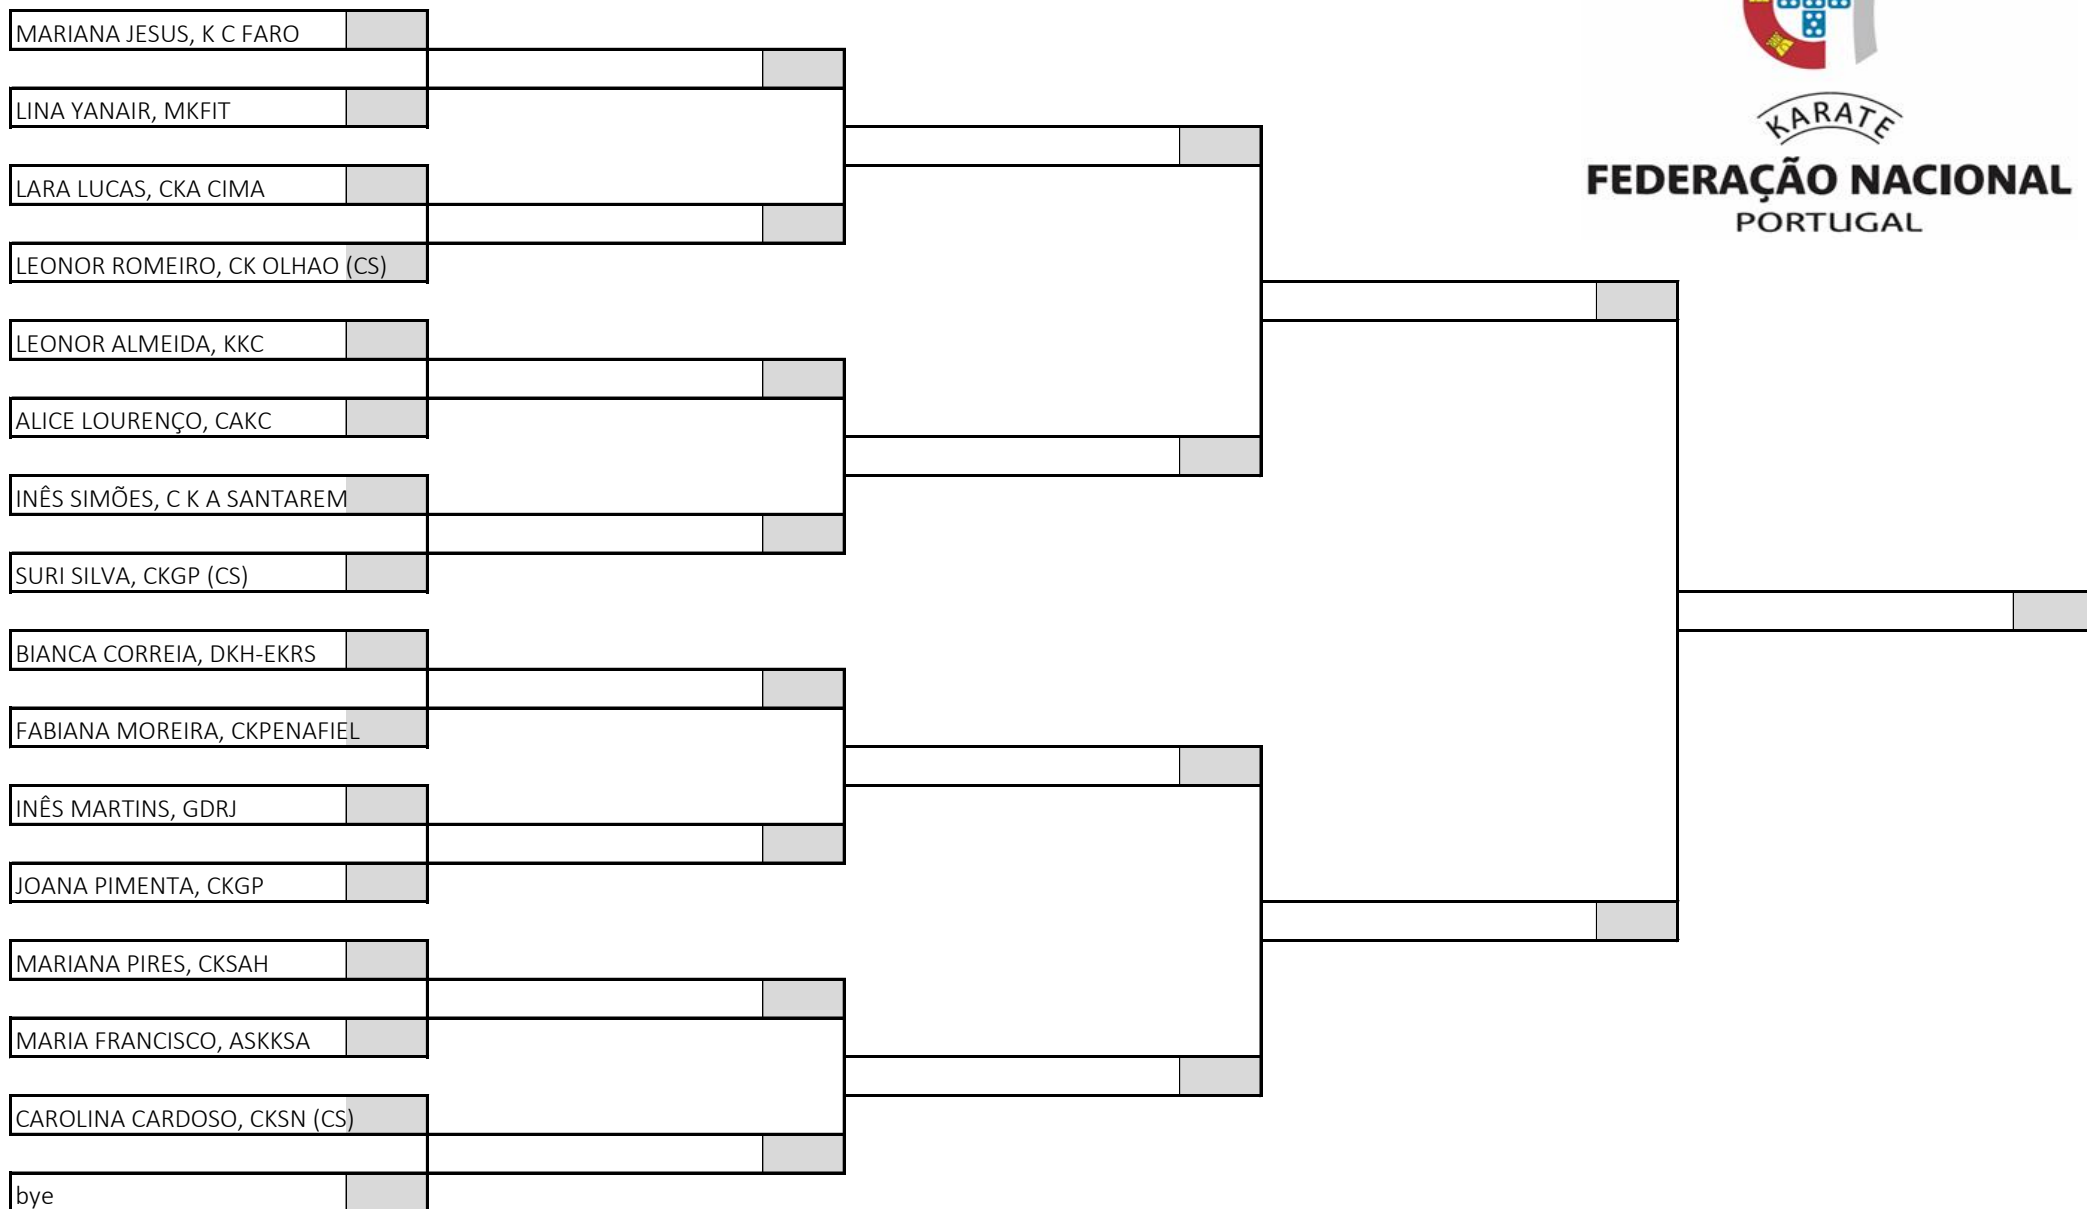 MARIANA JESUS, K C FARO
LINA YANAIR, MKFIT
LARA LUCAS, CKA CIMA
LEONOR ROMEIRO, CK OLHAO (CS)
LEONOR ALMEIDA, KKC
ALICE LOURENÇO, CAKC
INÊS SIMÕES, C K A SANTAREM
SURI SILVA, CKGP (CS)
BIANCA CORREIA, DKH-EKRS
FABIANA MOREIRA, CKPENAFIEL
INÊS MARTINS, GDRJ
JOANA PIMENTA, CKGP
MARIANA PIRES, CKSAH
MARIA FRANCISCO, ASKKSA
CAROLINA CARDOSO, CKSN (CS)
bye
KARATE
FEDERAÇÃO NACIONAL
PORTUGAL